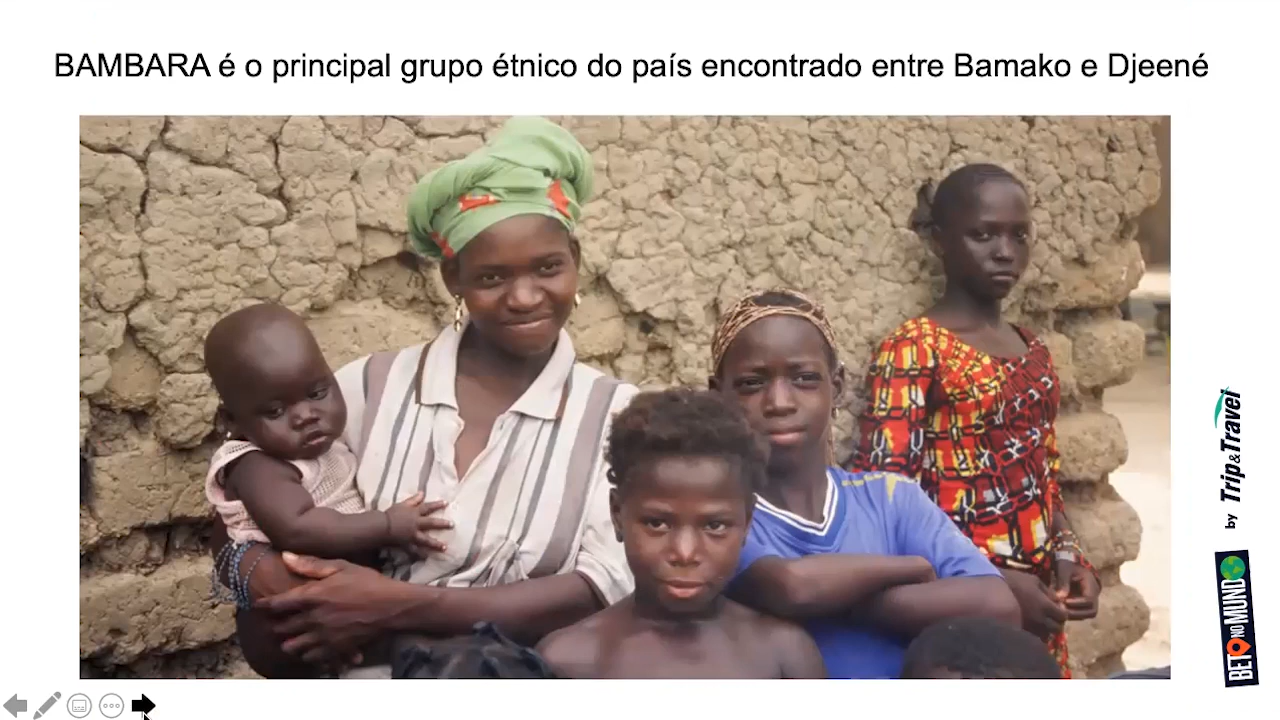 BAMBARA é o principal grupo étnico do país encontrado entre Bamako e Djeené
by Trip&Travel
BETO NO MUNDO